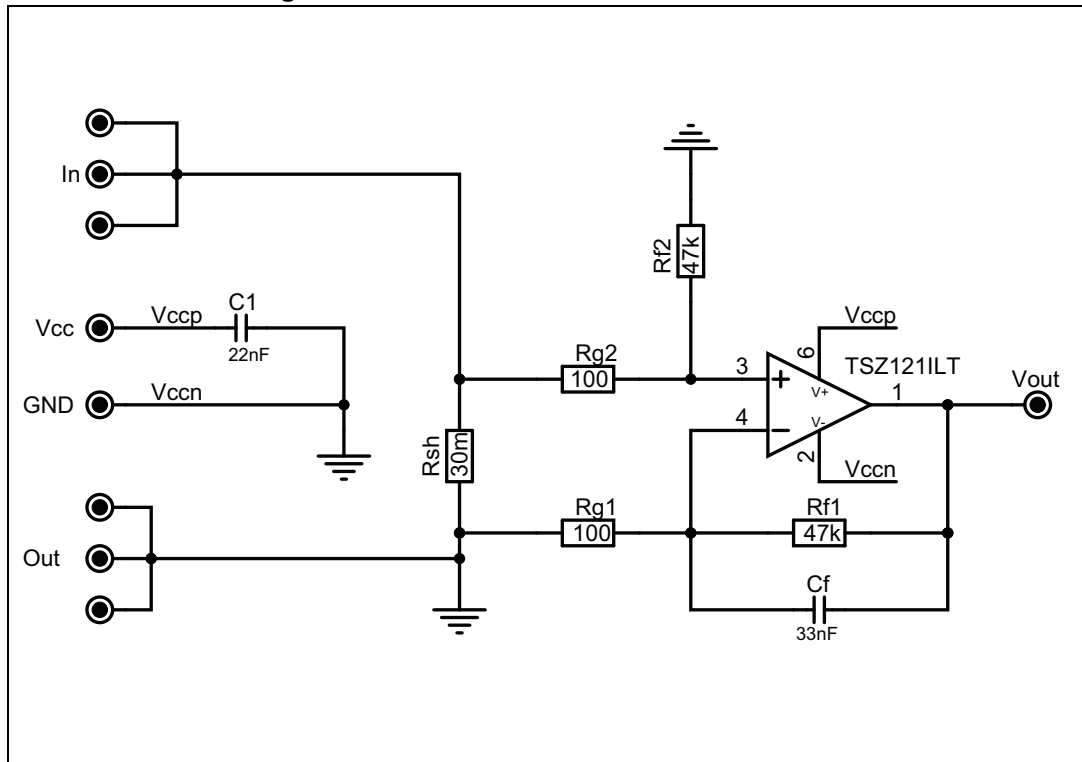 In
Vcc
Vccp
C1
22nF
GND
Vccn
Out
Rsh
30m
Rg2
100
Rf2
47k
Rg1
100
3
4
+
−
V+
V-
6
2
Vccp
TSZ121ILT
1
Vccn
Vout
Rf1
47k
Cf
33nF